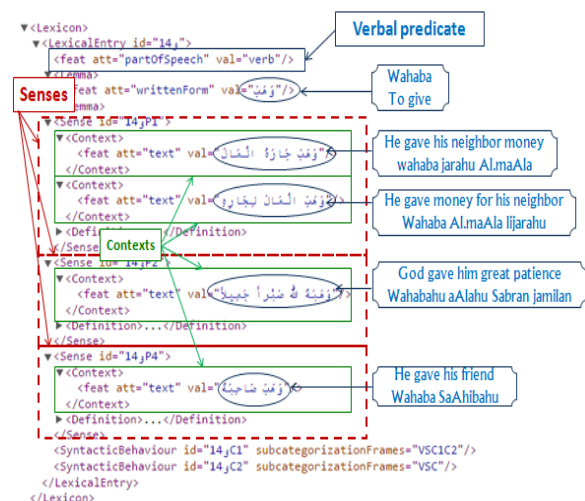 ▼<Lexicon>
▼<LexicalEntry id="14و">
<feat att="partOfSpeech" val="verb"/>
Verbal predicate
▼<Lemma>
<feat att="writtenForm" val="وَهَبَ"/>
Wahaba
To give
</Lemma>
Senses
▼<Sense id="14وP1">
▼<Context>
<feat att="text" val="وَهَبَ جَارَهُ الْمَالَ"/>
He gave his neighbor money
wahaba jarahu Al.maAla
</Context>
▼<Context>
<feat att="text" val="وَهَبَ الْمَالَ لِجَارِهِ"/>
He gave money for his neighbor
Wahaba Al.maAla lijarahu
</Context>
Contexts
▶<Definition>...</Definition>
</Sense>
▼<Sense id="14وP2">
▼<Context>
<feat att="text" val="وَهَبَهُ اللهُ صَبْراً جَمِيلاً"/>
God gave him great patience
Wahabahu aAlahu Sabran jamilan
</Context>
▶<Definition>...</Definition>
</Sense>
▼<Sense id="14وP4">
▼<Context>
<feat att="text" val="وَهَبَ صَاحِبَهُ"/>
He gave his friend
Wahaba SaAhibahu
</Context>
▶<Definition>...</Definition>
</Sense>
<SyntacticBehaviour id="14وC1" subcategorizationFrames="VSC1C2"/>
<SyntacticBehaviour id="14وC2" subcategorizationFrames="VSC"/>
</LexicalEntry>
</Lexicon>